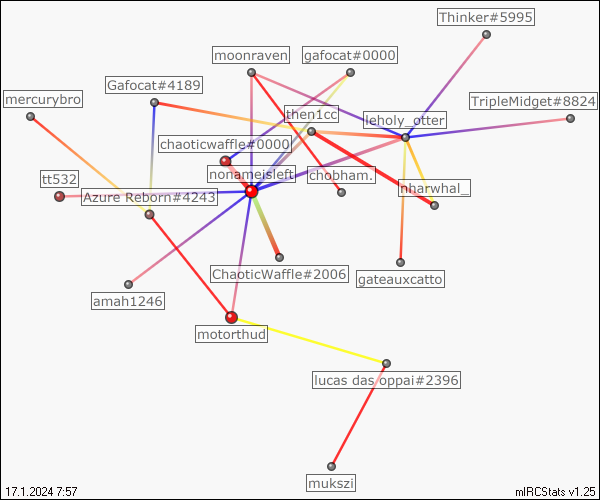 Thinker#5995
moonraven
gafocat#0000
Gafocat#4189
mercurybro
TripleMidget#8824
then1cc
leholy_otter
chaoticwaffle#0000
nonameisleft
chobham.
hharwhal_
tt532
Azure Reborn#4243
ChaoticWaffle#2006
gateauxcatto
amah1246
motorthud
lucas das oppai#2396
mukszi
17.1.2024 7:57
mIRCStats v1.25